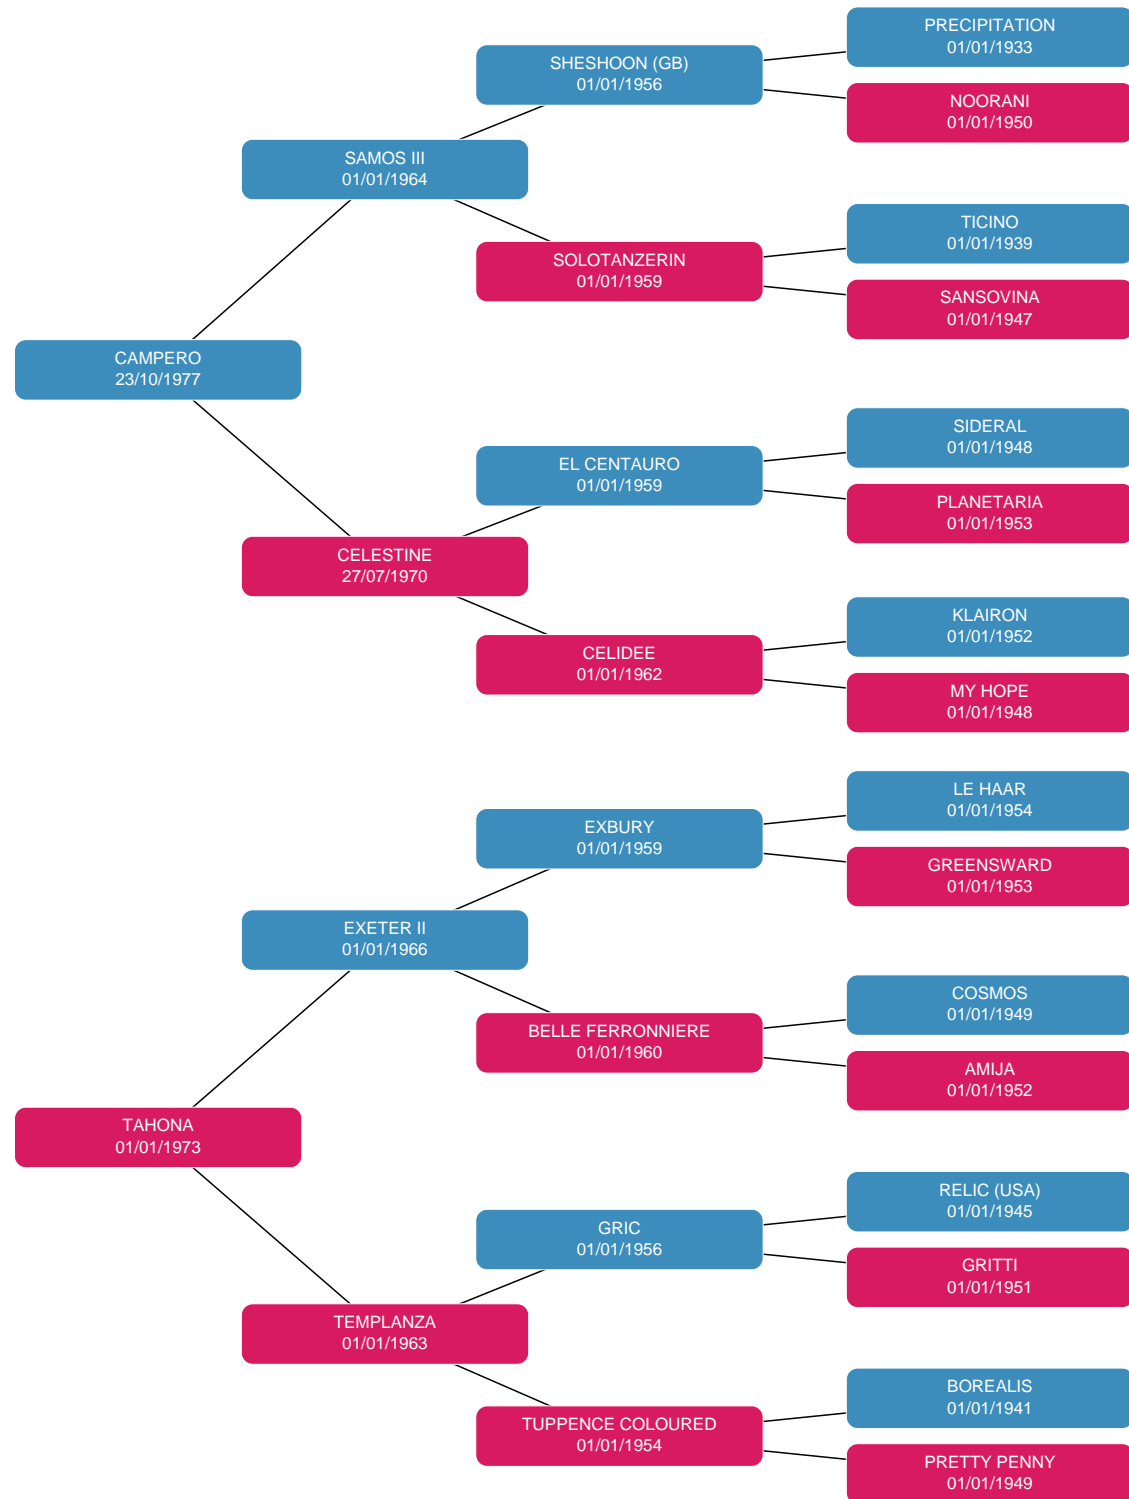 PRECIPITATION
01/01/1933
SHESHOON (GB)
01/01/1956
NOORANI
01/01/1950
SAMOS III
01/01/1964
TICINO
01/01/1939
SOLOTANZERIN
01/01/1959
SANSOVINA
01/01/1947
CAMPERO
23/10/1977
SIDERAL
01/01/1948
EL CENTAURO
01/01/1959
PLANETARIA
01/01/1953
CELESTINE
27/07/1970
KLAIRON
01/01/1952
CELIDEE
01/01/1962
MY HOPE
01/01/1948
LE HAAR
01/01/1954
EXBURY
01/01/1959
GREENSWARD
01/01/1953
EXETER II
01/01/1966
COSMOS
01/01/1949
BELLE FERRONNIERE
01/01/1960
AMIJA
01/01/1952
TAHONA
01/01/1973
RELIC (USA)
01/01/1945
GRIC
01/01/1956
GRITTI
01/01/1951
TEMPLANZA
01/01/1963
BOREALIS
01/01/1941
TUPPENCE COLOURED
01/01/1954
PRETTY PENNY
01/01/1949